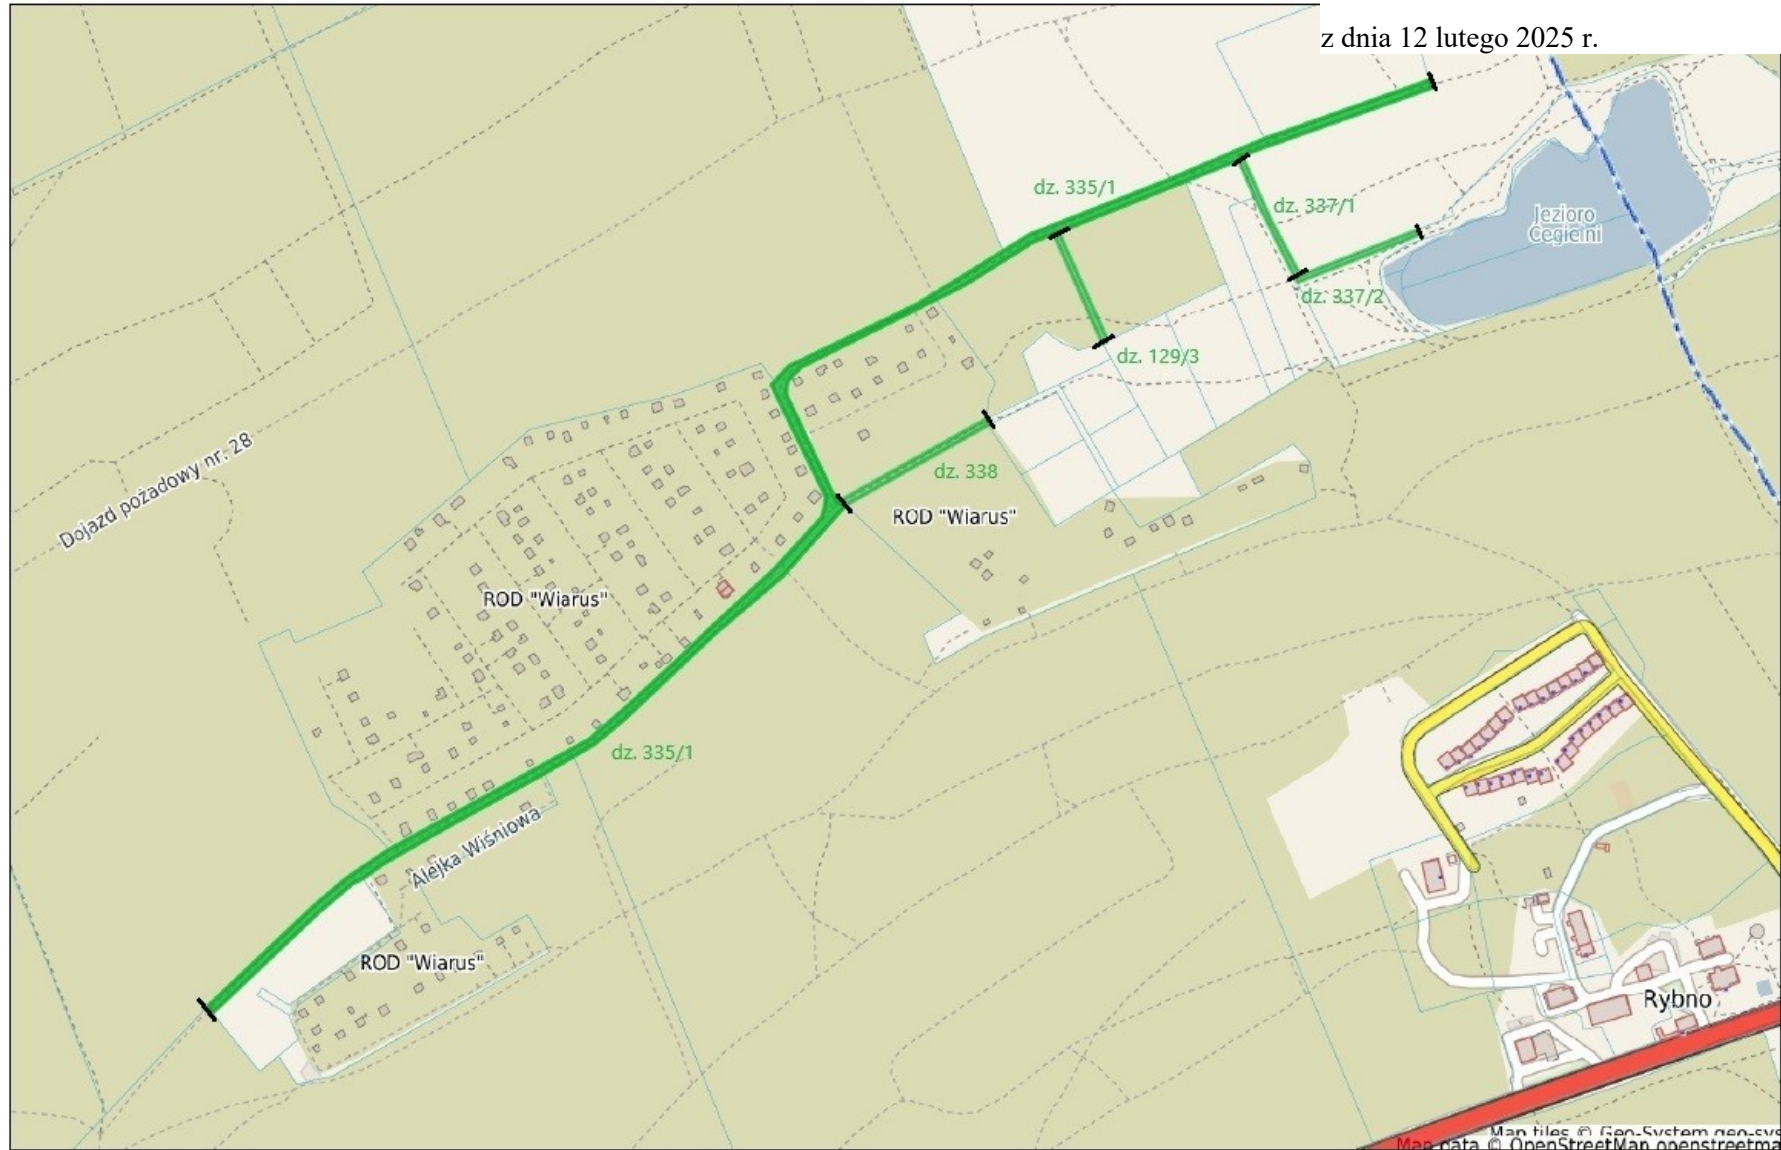 z dnia 12 lutego 2025 r.
dz. 335/1
dz. 337/1
Jezioro
Cegielni
dz. 337/2
dz. 129/3
Dojazd pożadowy nr. 28
dz. 338
ROD "Wiarus"
ROD "Wiarus"
dz. 335/1
Alejka Wiśniowa
ROD "Wiarus"
Rybno
Map tiles © Geo-System geo-sys
Map data © OpenStreetMap openstreetma